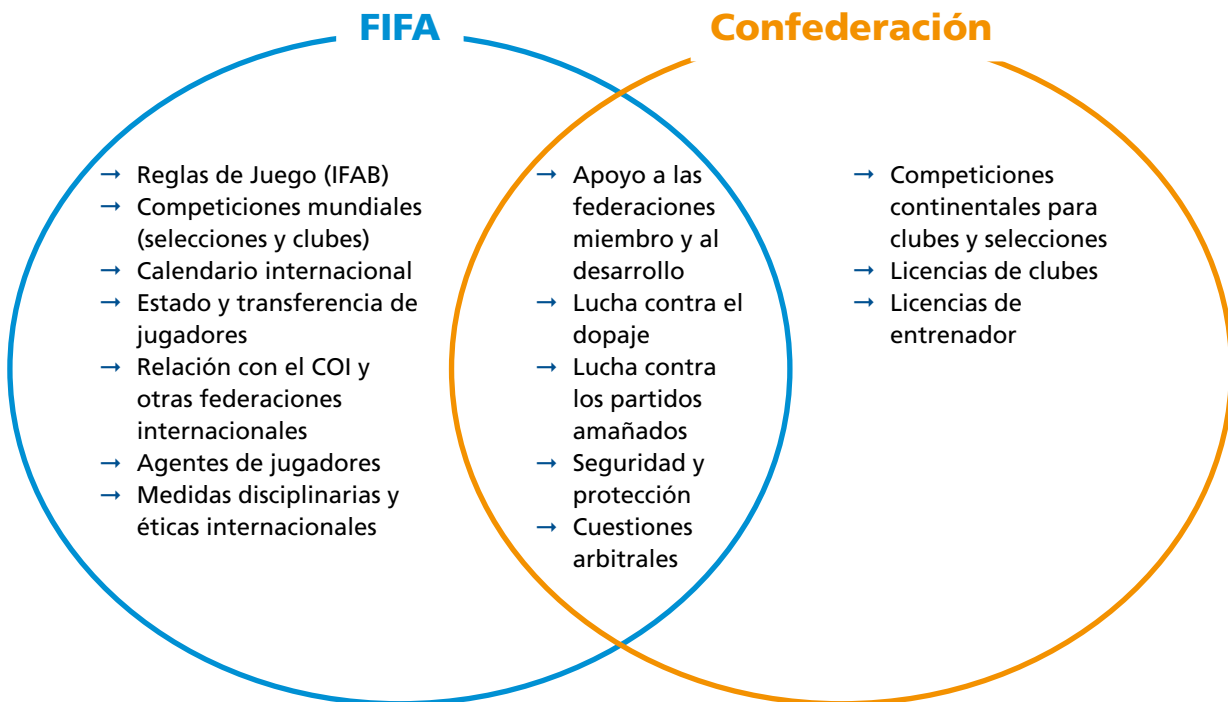 FIFA
Confederación
→ Reglas de Juego (IFAB)
→ Competiciones mundiales
(selecciones y clubes)
→ Calendario internacional
→ Estado y transferencia de
jugadores
→ Relación con el COI y
otras federaciones
internacionales
→ Agentes de jugadores
→ Medidas disciplinarias y
éticas internacionales
→ Apoyo a las
federaciones
miembro y al
desarrollo
→ Lucha contra el
dopaje
→ Lucha contra
los partidos
amañados
→ Seguridad y
protección
→ Cuestiones
arbitrales
→ Competiciones
continentales para
clubes y selecciones
→ Licencias de clubes
→ Licencias de
entrenador